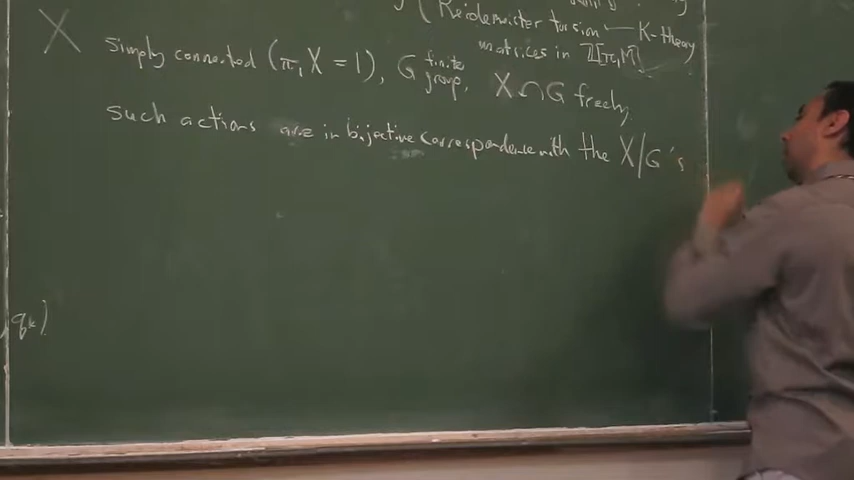 Reidemeister torsion ← K-theory
matrices in ℤ[π₁M]
X simply connected (π₁X = 1), G finite group, X ↶ G freely.
Such actions are in bijective correspondence with the X/G's
q_k)